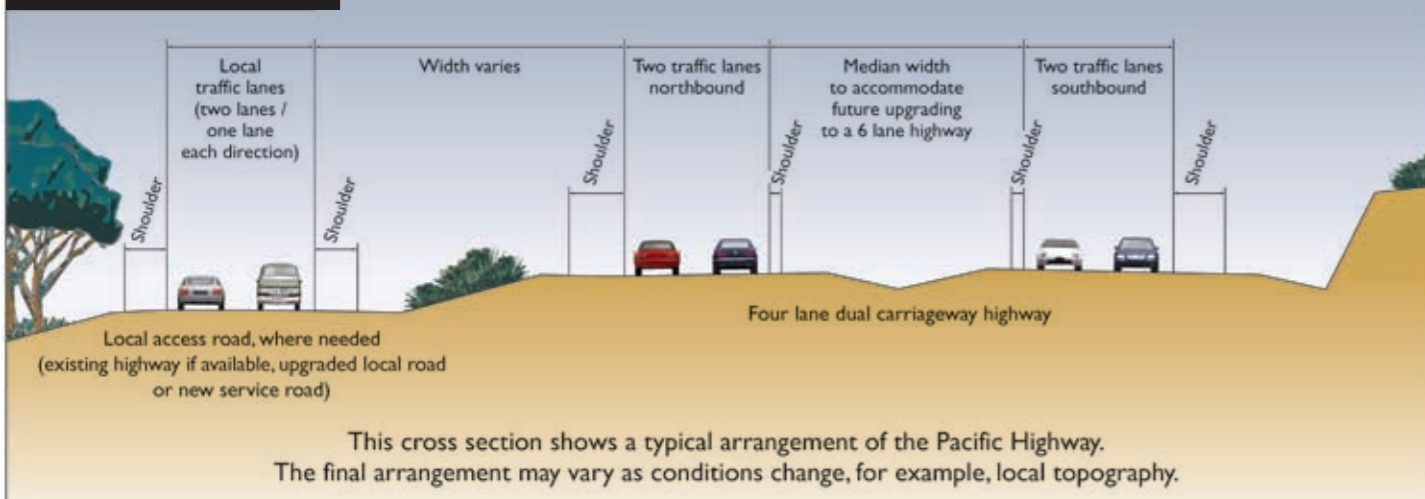 Local
traffic lanes
(two lanes /
one lane
each direction)
Width varies
Two traffic lanes
northbound
Median width
to accommodate
future upgrading
to a 6 lane highway
Two traffic lanes
southbound
Shoulder
Shoulder
Shoulder
Shoulder
Shoulder
Shoulder
Four lane dual carriageway highway
Local access road, where needed
(existing highway if available, upgraded local road
or new service road)
This cross section shows a typical arrangement of the Pacific Highway.
The final arrangement may vary as conditions change, for example, local topography.